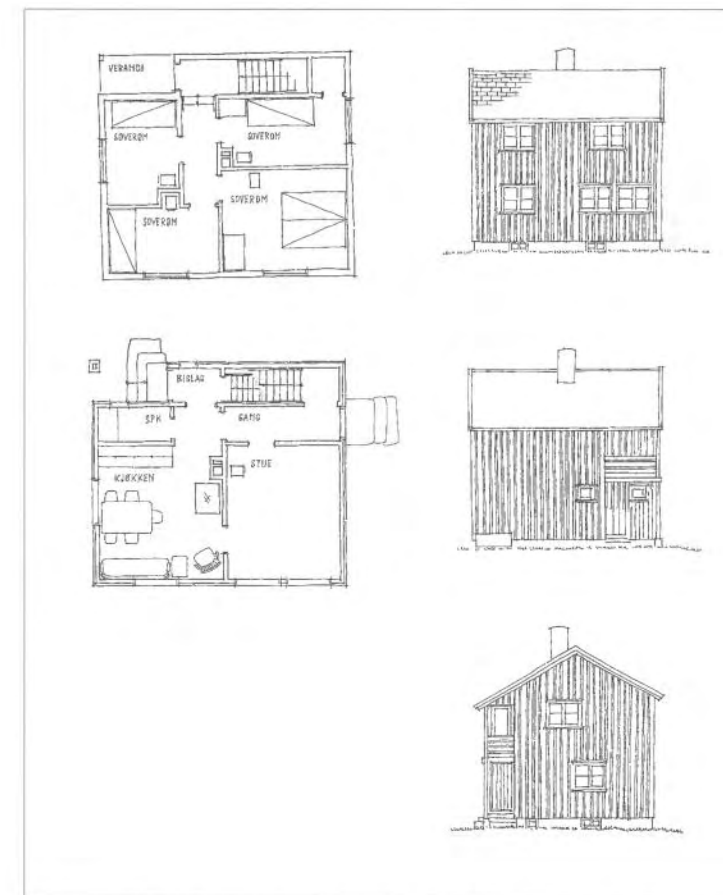 VERANDA
SOVEROM
SOVEROM
SOVEROM
SOVEROM
BISLAG
SPK
GANG
STUE
KJØKKEN